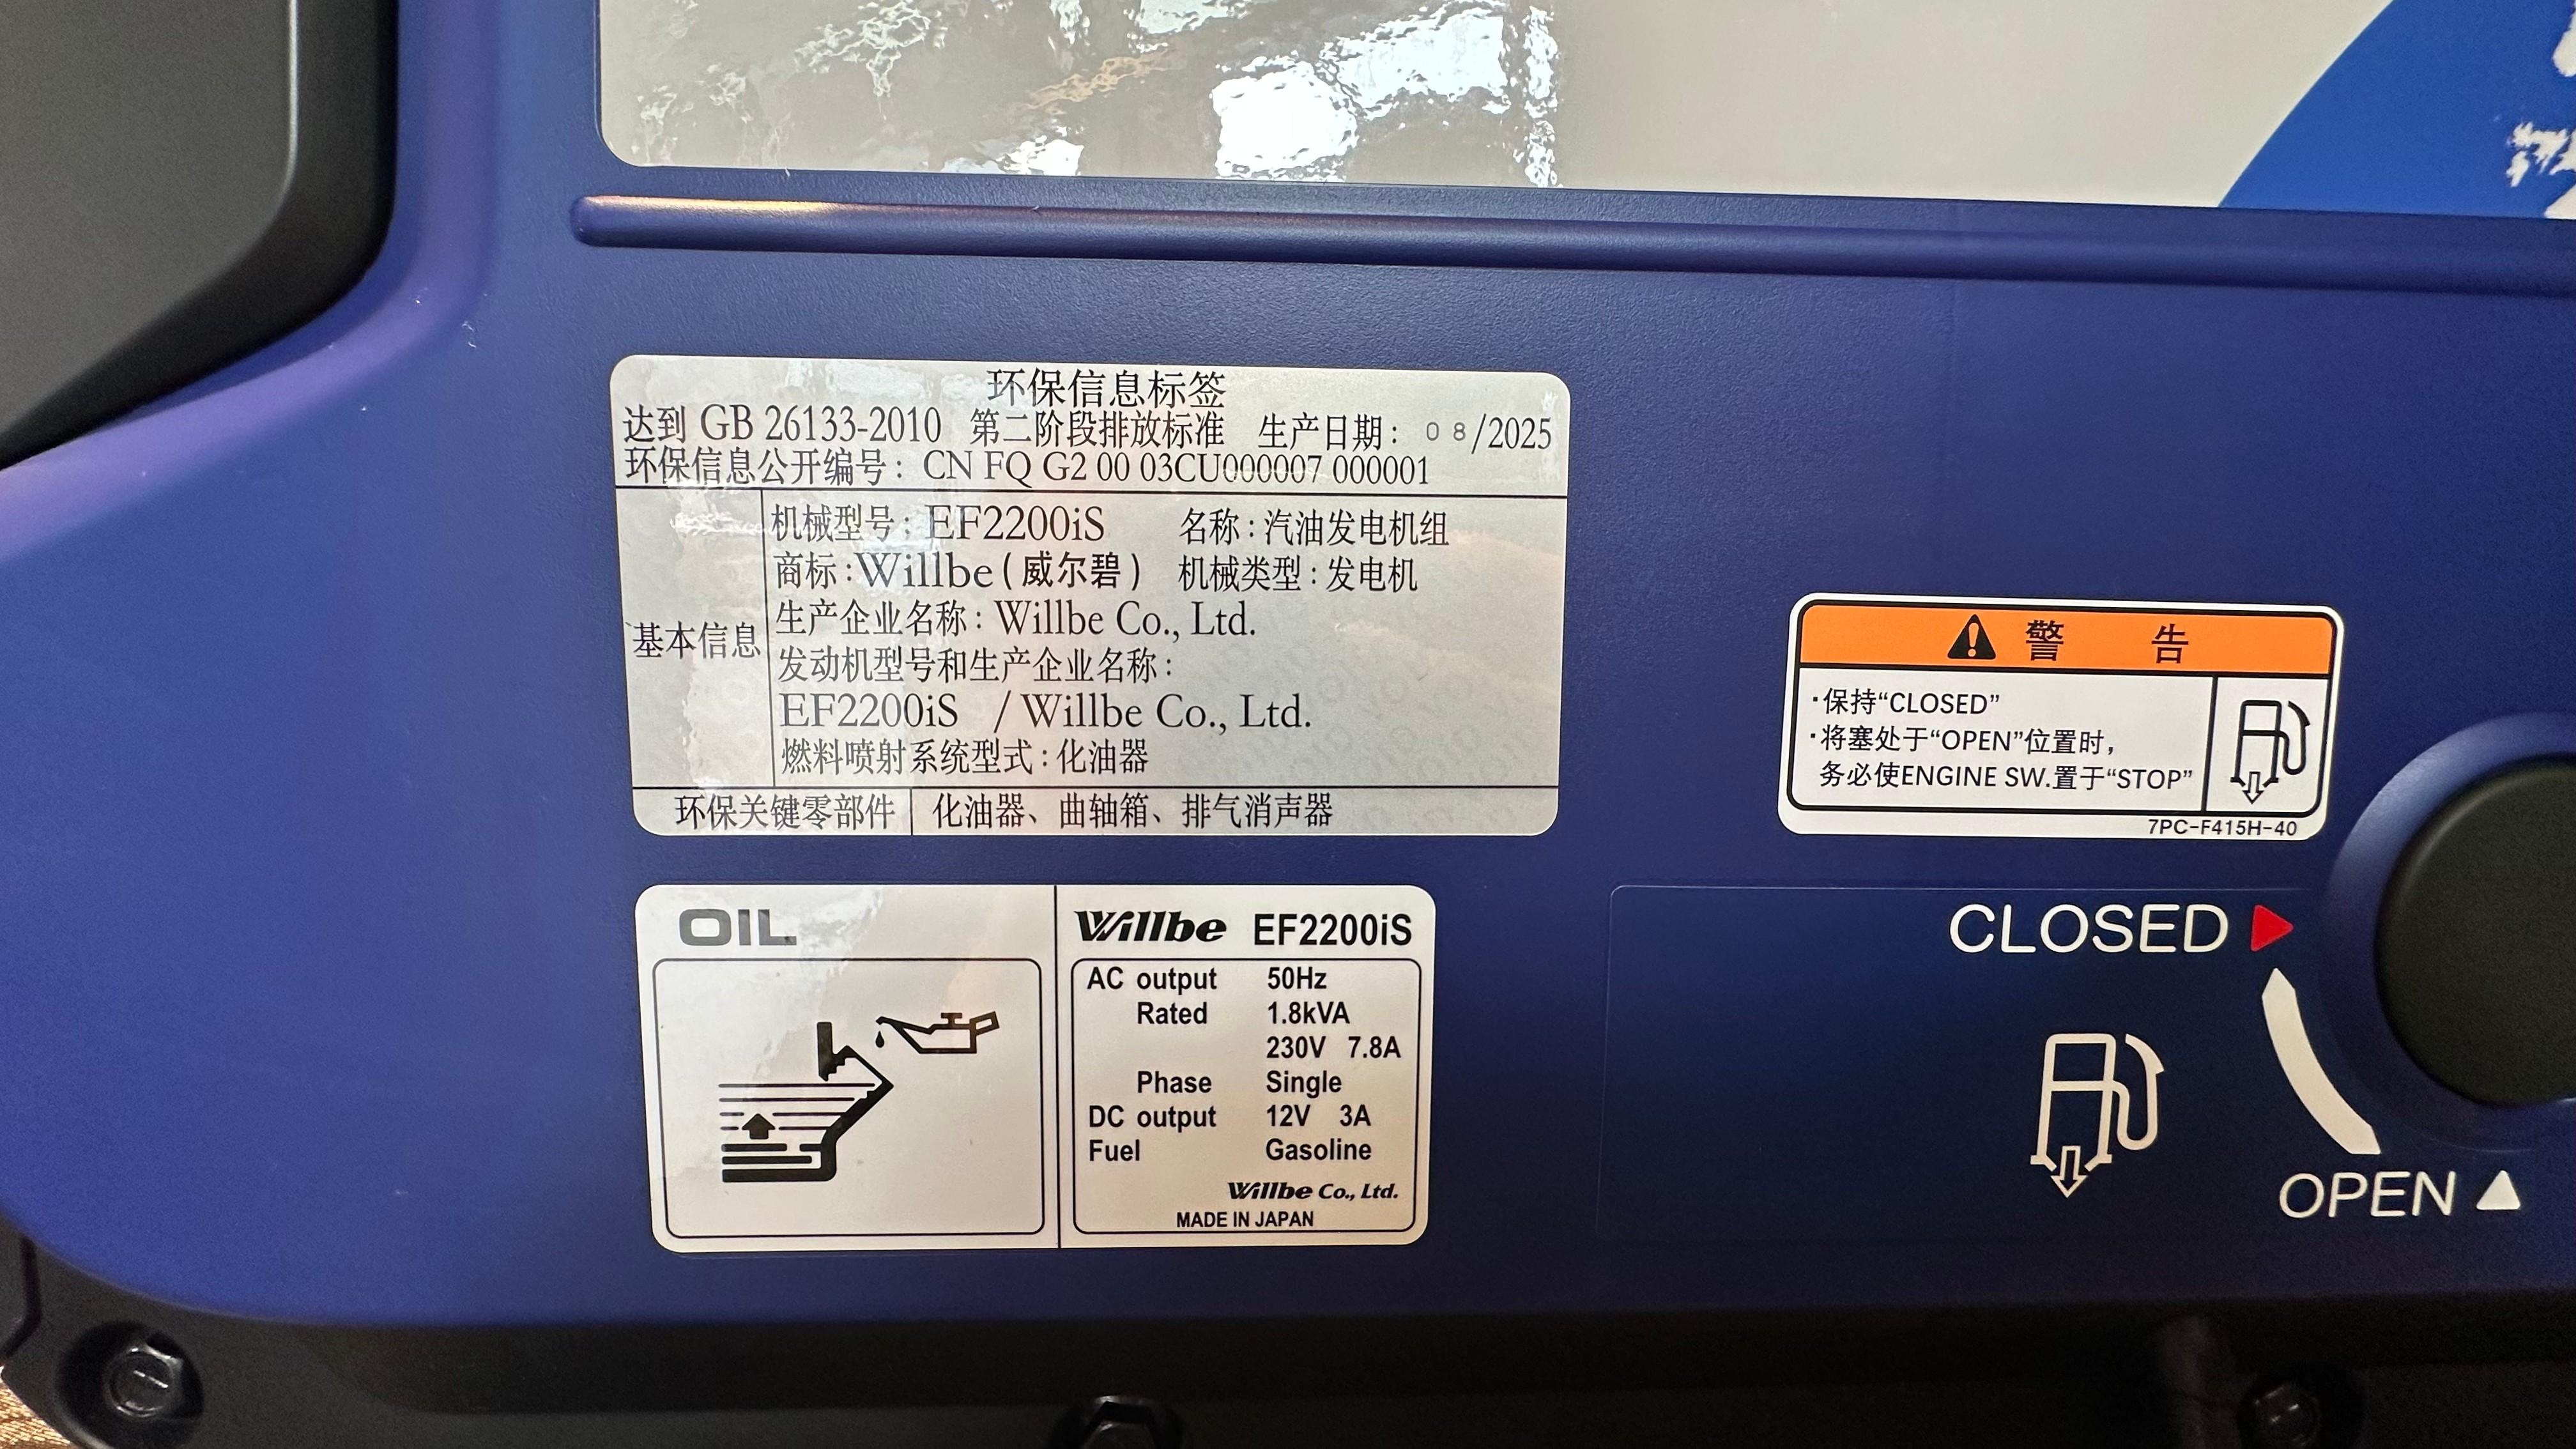 环保信息标签
达到 GB 26133-2010 第二阶段排放标准 生产日期: 08/2025
环保信息公开编号: CN FQ G2 00 03CU000007 000001
基本信息
机械型号: EF2200iS 名称:汽油发电机组
商标:Willbe(威尔碧) 机械类型:发电机
生产企业名称: Willbe Co., Ltd.
发动机型号和生产企业名称:
EF2200iS /Willbe Co., Ltd.
燃料喷射系统型式:化油器
环保关键零部件 化油器、曲轴箱、排气消声器
警 告
·保持“CLOSED”
·将塞处于“OPEN”位置时，
务必使ENGINE SW.置于“STOP”
7PC-F415H-40
OIL
Willbe EF2200iS
AC output 50Hz
Rated 1.8kVA
230V 7.8A
Phase Single
DC output 12V 3A
Fuel Gasoline
Willbe Co., Ltd.
MADE IN JAPAN
CLOSED
OPEN